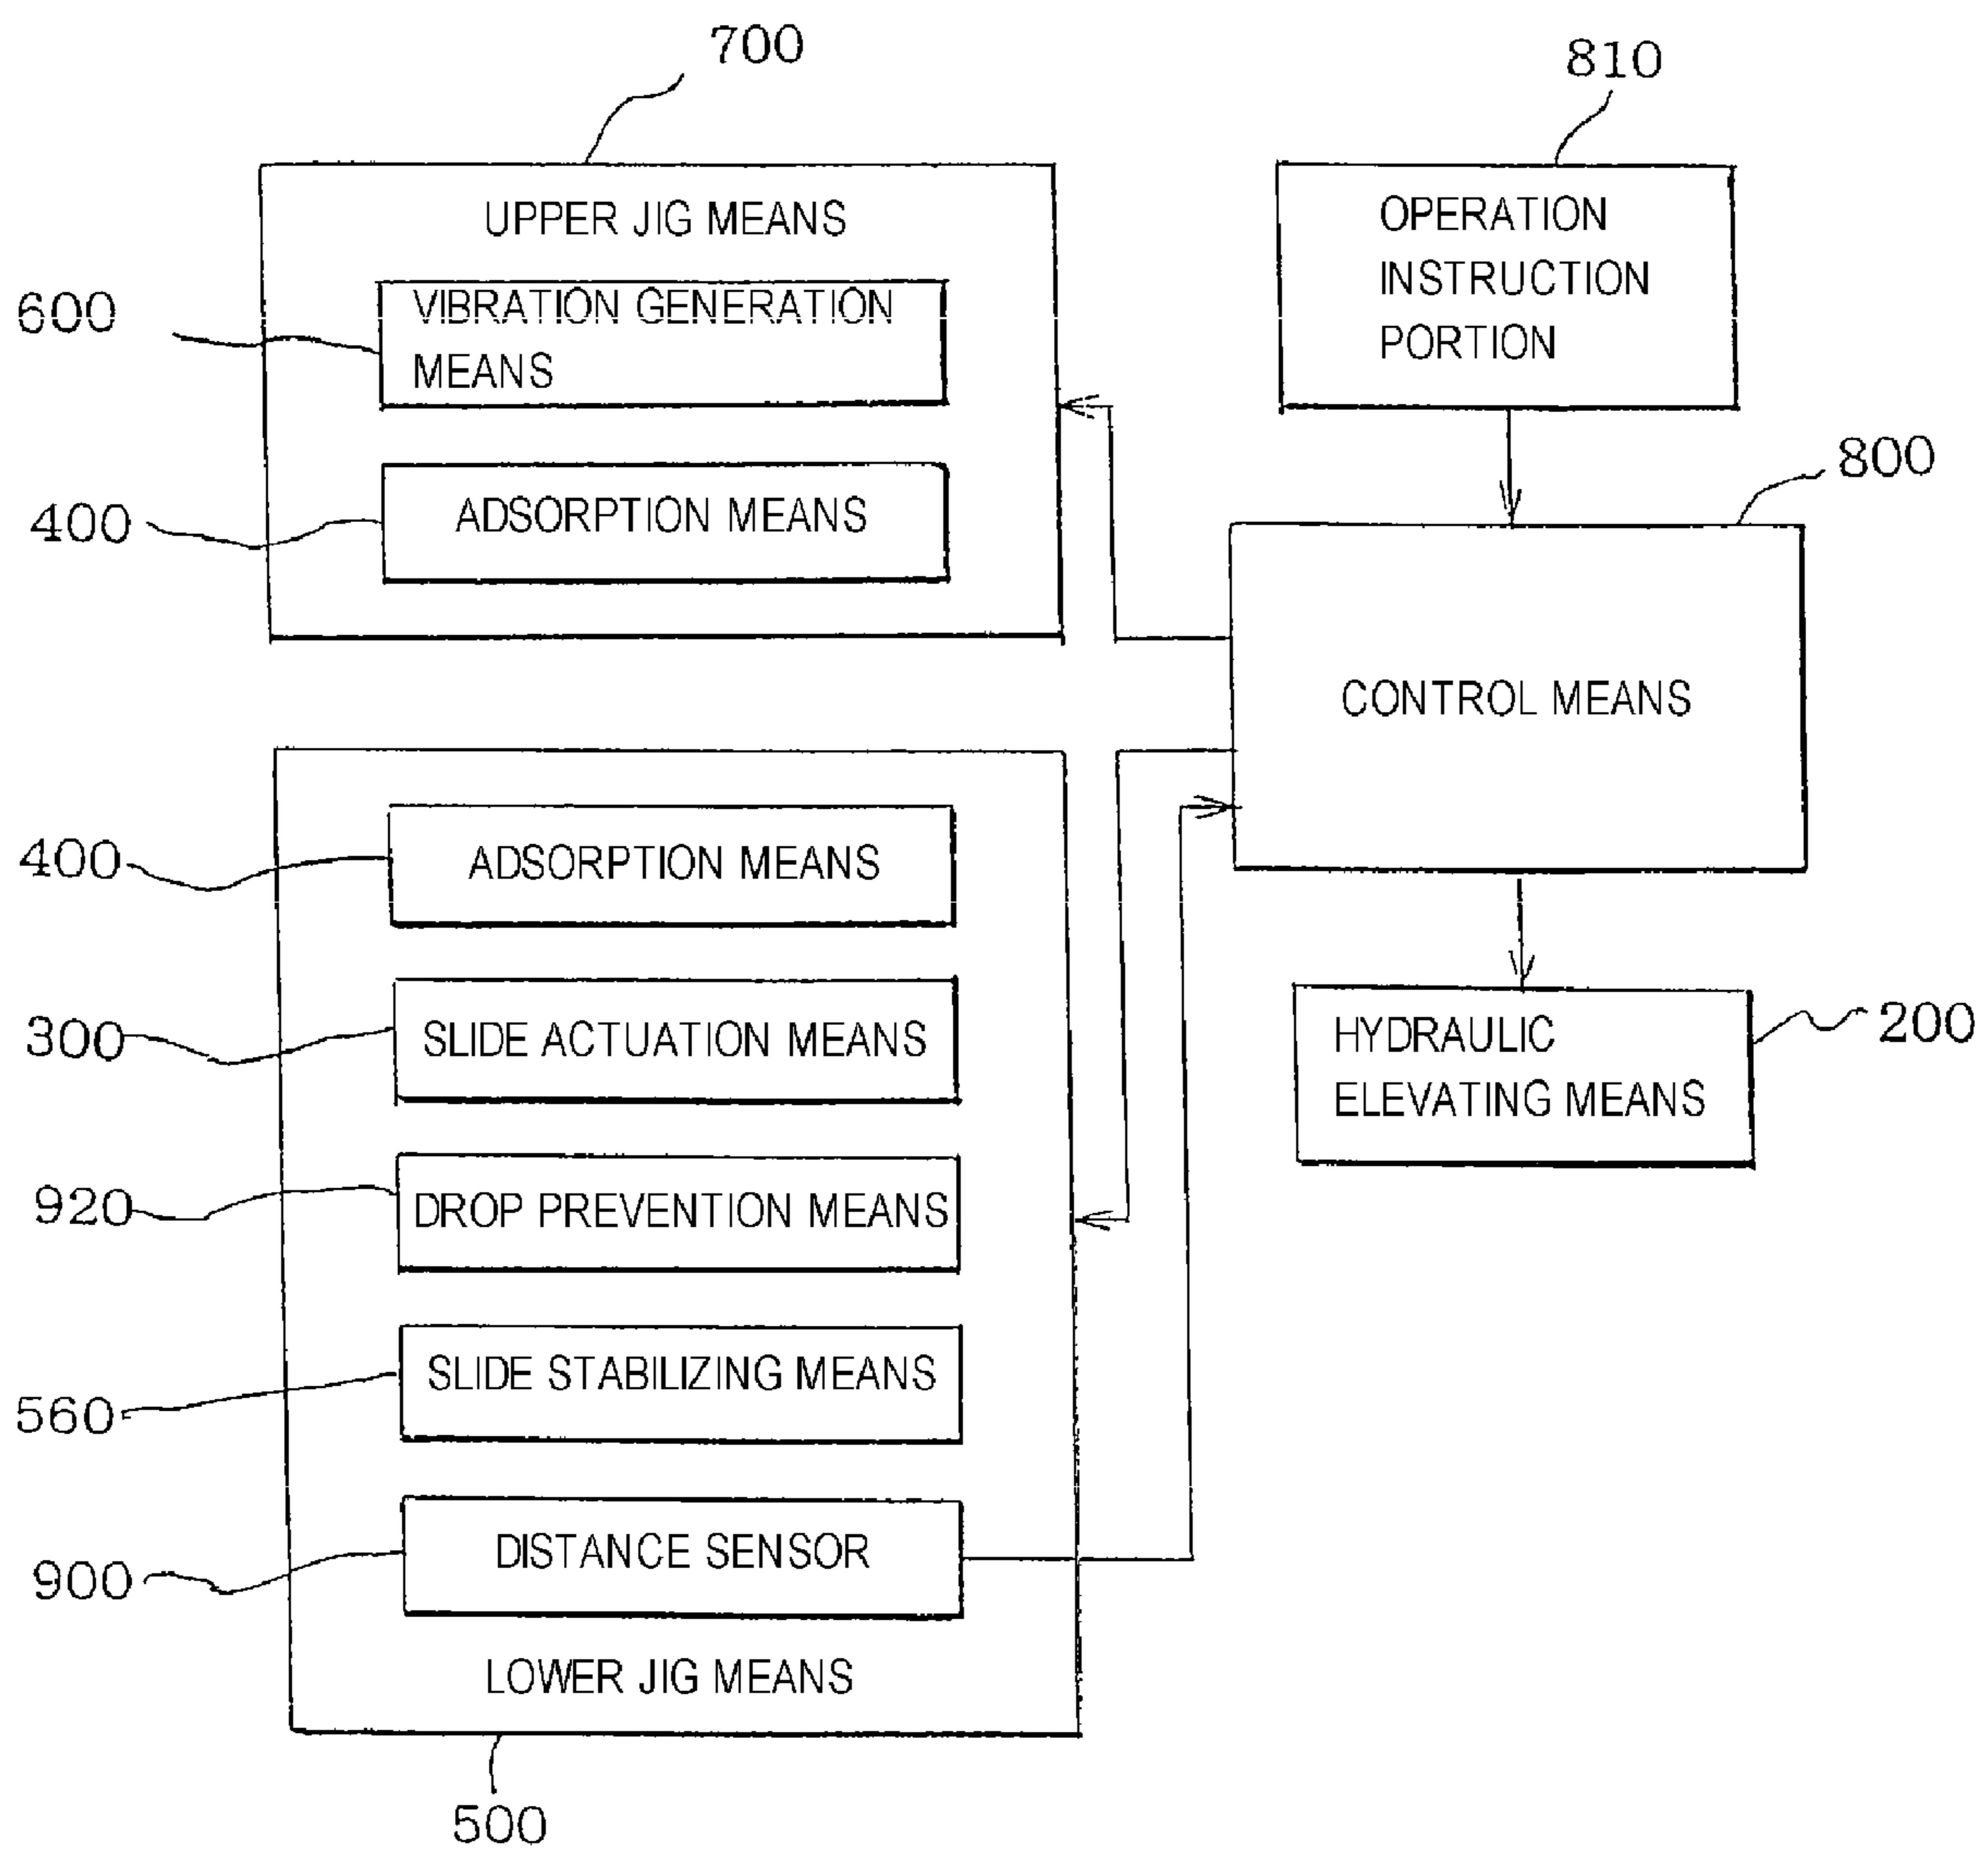 700
810
UPPER JIG MEANS
OPERATION
INSTRUCTION
PORTION
600
VIBRATION GENERATION
MEANS
800
400
ADSORPTION MEANS
CONTROL MEANS
400
ADSORPTION MEANS
300
SLIDE ACTUATION MEANS
HYDRAULIC
ELEVATING MEANS
200
920
DROP PREVENTION MEANS
560
SLIDE STABILIZING MEANS
900
DISTANCE SENSOR
LOWER JIG MEANS
500